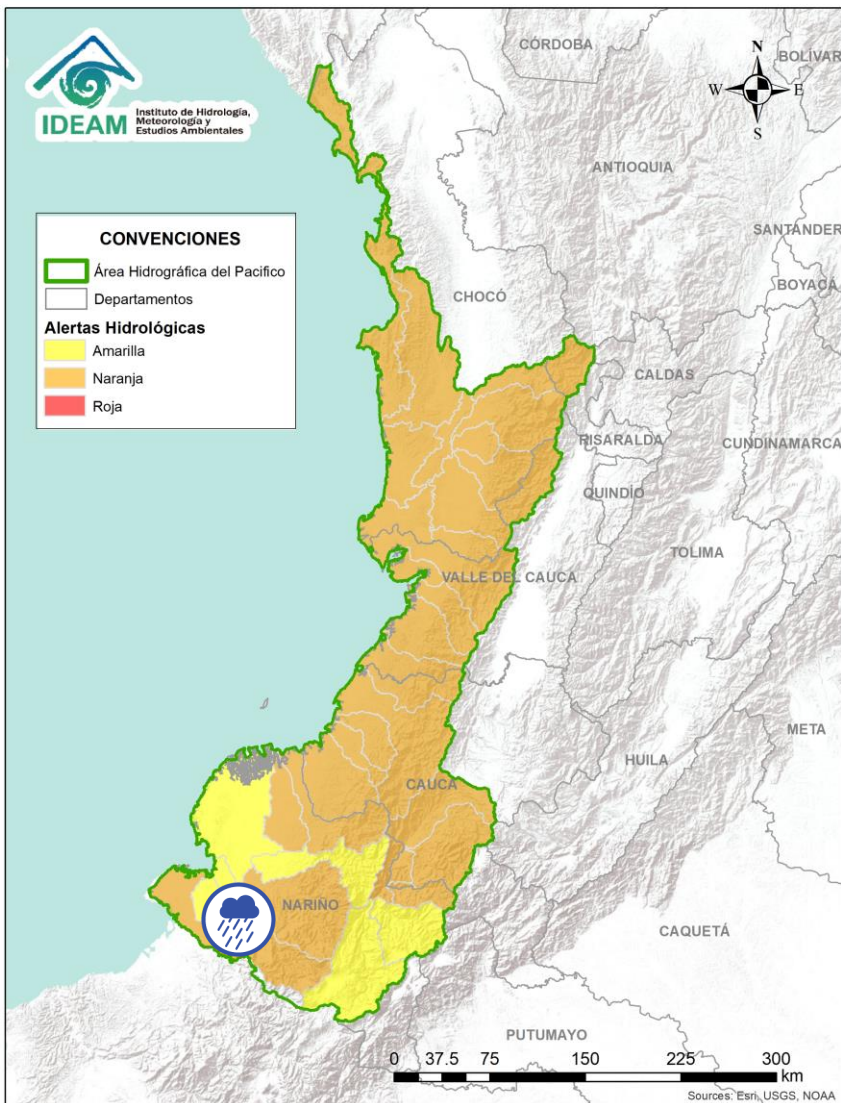 IDEAM
Instituto de Hidrología,
Meteorología y
Estudios Ambientales
CÓRDOBA
BOLÍVAR
N
W
E
S
ANTIOQUIA
SANTANDER
BOYACÁ
CONVENCIONES
Área Hidrográfica del Pacifico
Departamentos
Alertas Hidrológicas
Amarilla
Naranja
Roja
CHOCÓ
CALDAS
RISARALDA
CUNDINAMARCA
QUINDÍO
TOLIMA
VALLE DEL CAUCA
META
HUILA
CAUCA
NARIÑO
CAQUETÁ
PUTUMAYO
0 37.5 75 150 225 300
km
Sources: Esri, USGS, NOAA